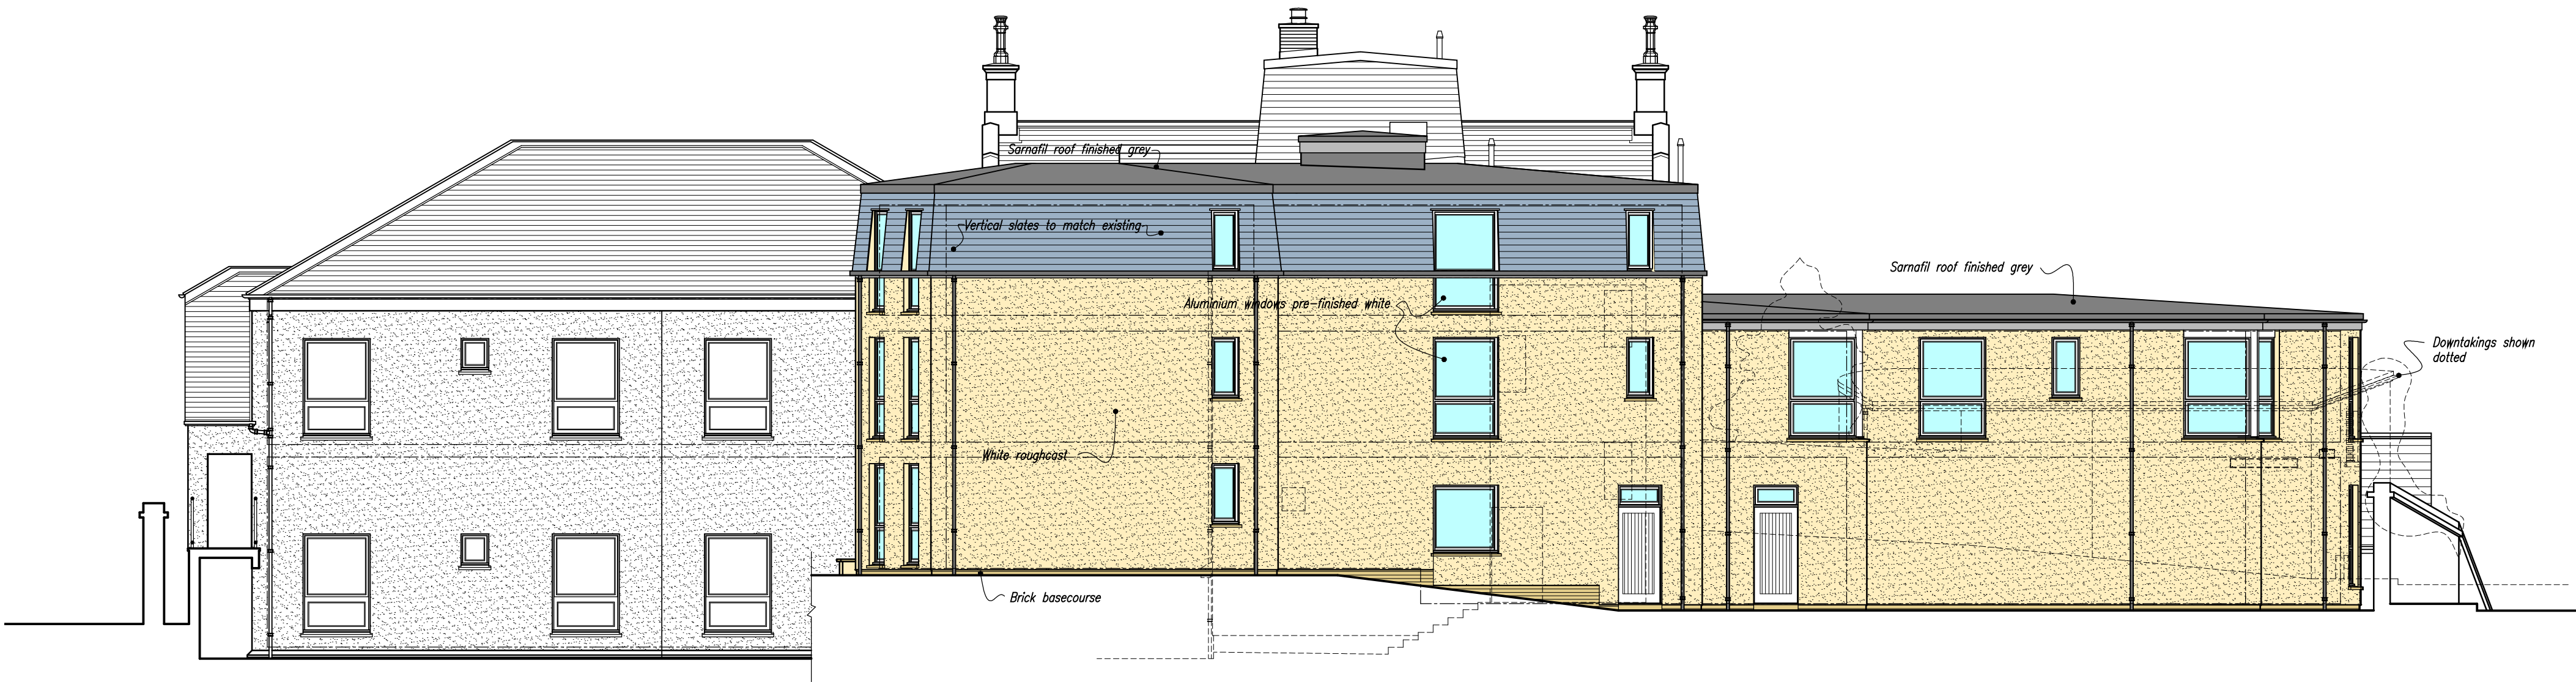 Sarnafil roof finished grey
Vertical slates to match existing
Sarnafil roof finished grey
Aluminium windows pre-finished white
Downtakings shown
dotted
White roughcast
Brick basecourse